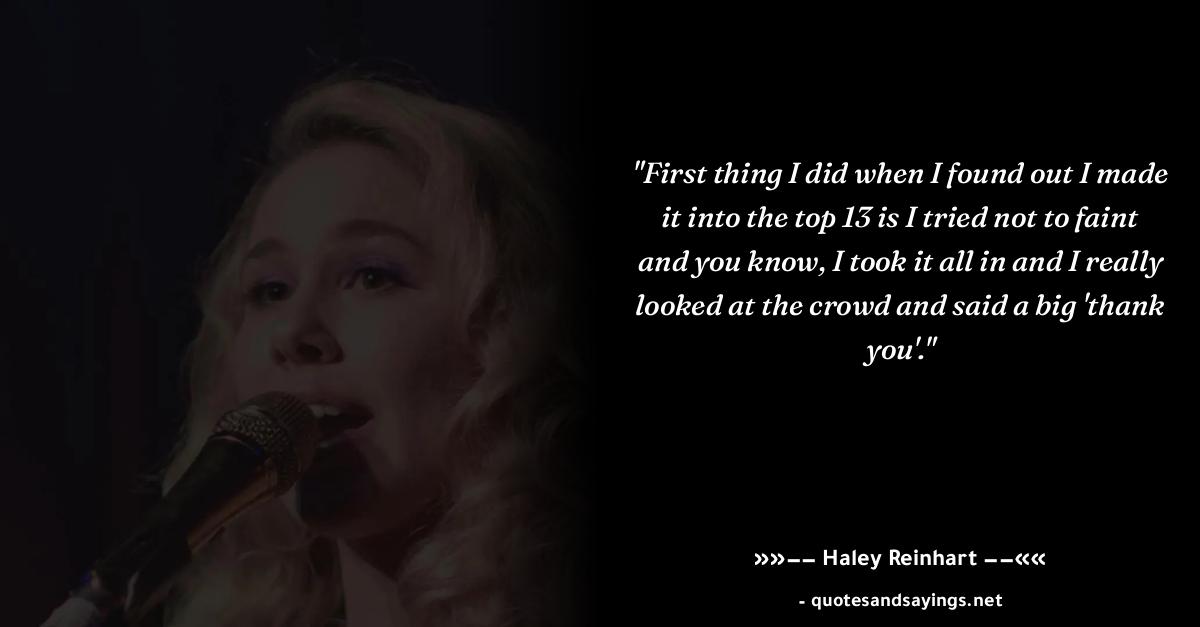 "First thing I did when I found out I made
it into the top 13 is I tried not to faint
and you know, I took it all in and I really
looked at the crowd and said a big 'thank
you'."
»»−− Haley Reinhart −−««
- quotesandsayings.net